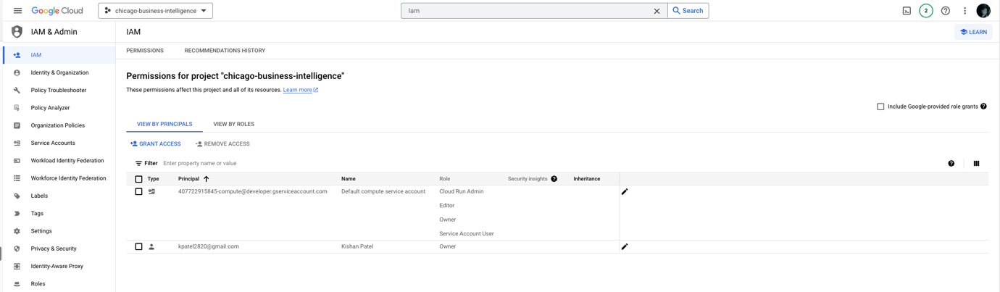 Google Cloud
chicago-business-intelligence
Iam
Search
2
IAM & Admin
IAM
LEARN
IAM
Identity & Organization
Policy Troubleshooter
Policy Analyzer
Organization Policies
Service Accounts
Workload Identity Federation
Workforce Identity Federation
Labels
Tags
Settings
Privacy & Security
Identity-Aware Proxy
Roles
PERMISSIONS
RECOMMENDATIONS HISTORY
Permissions for project "chicago-business-intelligence"
These permissions affect this project and all of its resources. Learn more
Include Google-provided role grants
VIEW BY PRINCIPALS
VIEW BY ROLES
GRANT ACCESS
REMOVE ACCESS
Filter Enter property name or value
Type Principal Name Role Security insights Inheritance
407722915845-compute@developer.gserviceaccount.com Default compute service account Cloud Run Admin
Editor
Owner
Service Account User
kpatel2820@gmail.com Kishan Patel Owner